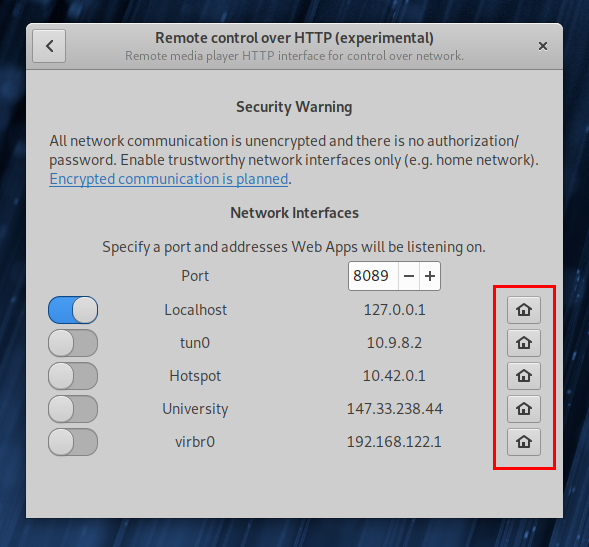 Remote control over HTTP (experimental)
Remote media player HTTP interface for control over network.
Security Warning
All network communication is unencrypted and there is no authorization/
password. Enable trustworthy network interfaces only (e.g. home network).
Encrypted communication is planned.
Network Interfaces
Specify a port and addresses Web Apps will be listening on.
Port 8089
Localhost 127.0.0.1
tun0 10.9.8.2
Hotspot 10.42.0.1
University 147.33.238.44
virbr0 192.168.122.1